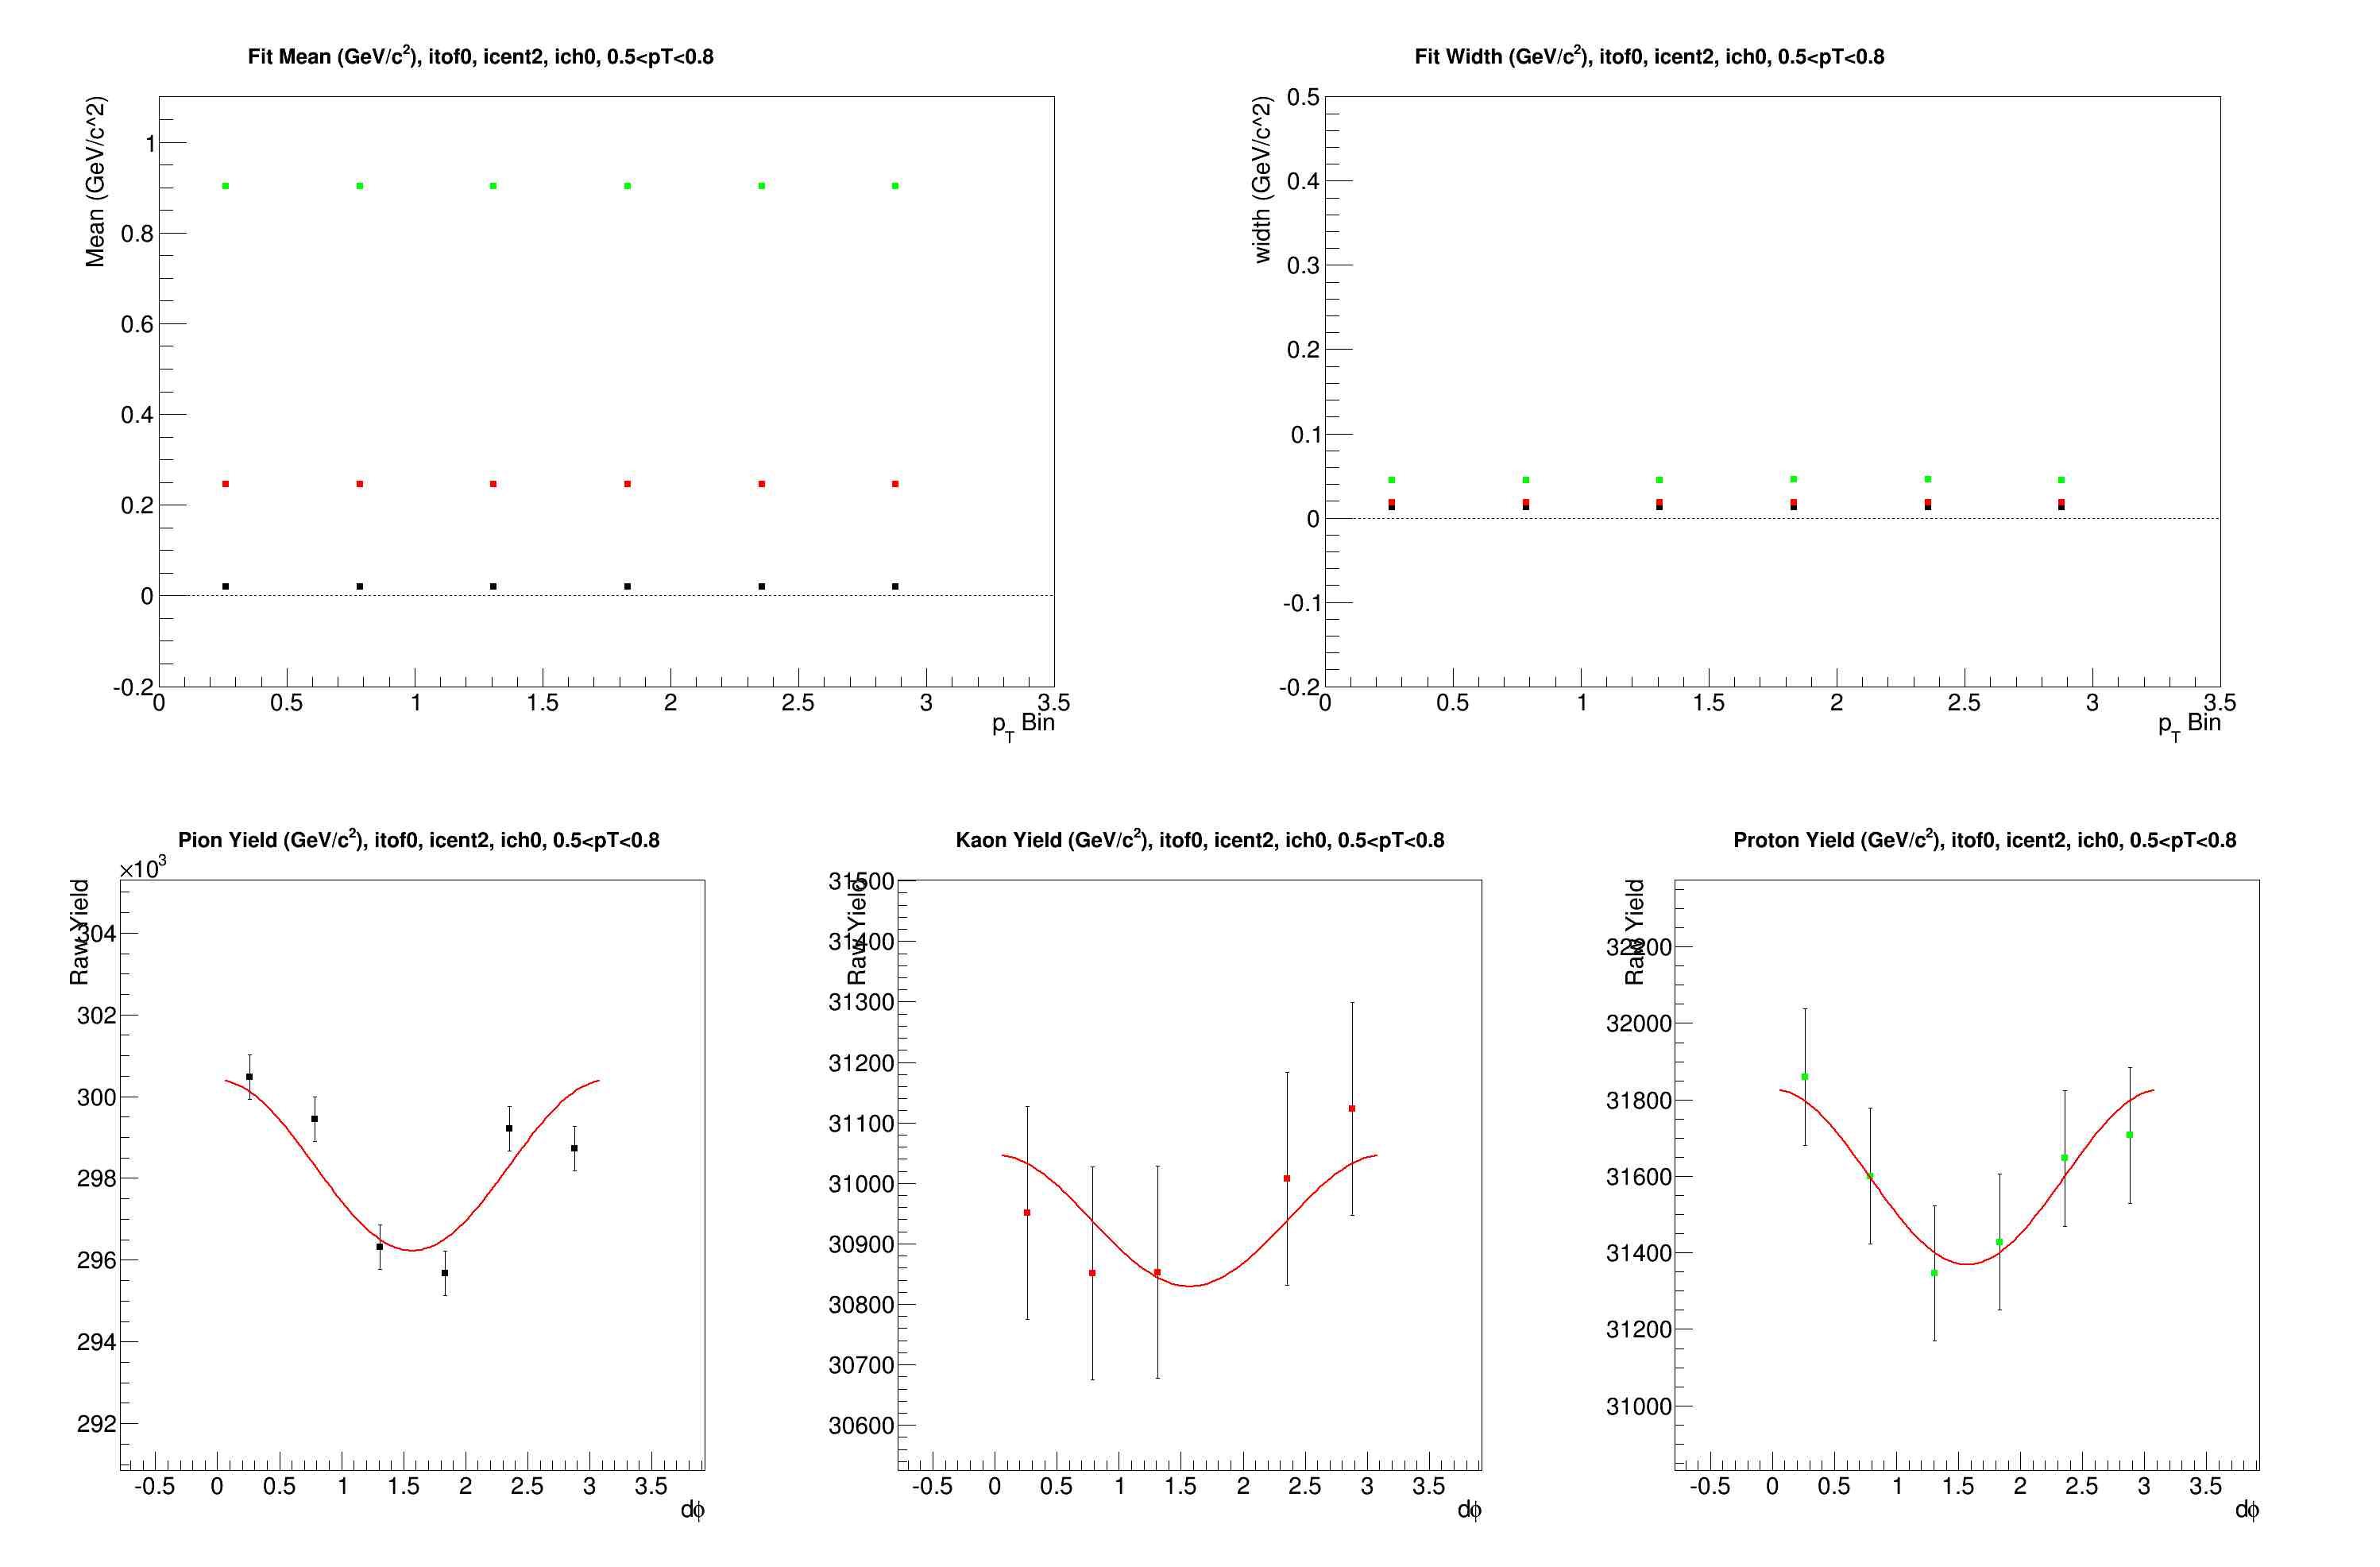 Fit Mean (GeV/c2), itof0, icent2, ich0, 0.5<pT<0.8
Mean (GeV/c^2)
1
0.8
0.6
0.4
0.2
0
-0.2
0 0.5 1 1.5 2 2.5 3 3.5
pT Bin
Fit Width (GeV/c2), itof0, icent2, ich0, 0.5<pT<0.8
width (GeV/c^2)
0.5
0.4
0.3
0.2
0.1
0
-0.1
-0.2
0 0.5 1 1.5 2 2.5 3 3.5
pT Bin
Pion Yield (GeV/c2), itof0, icent2, ich0, 0.5<pT<0.8
×103
Raw Yield
304
302
300
298
296
294
292
-0.5 0 0.5 1 1.5 2 2.5 3 3.5
dϕ
Kaon Yield (GeV/c2), itof0, icent2, ich0, 0.5<pT<0.8
Raw Yield
31500
31400
31300
31200
31100
31000
30900
30800
30700
30600
-0.5 0 0.5 1 1.5 2 2.5 3 3.5
dϕ
Proton Yield (GeV/c2), itof0, icent2, ich0, 0.5<pT<0.8
Raw Yield
32200
32000
31800
31600
31400
31200
31000
-0.5 0 0.5 1 1.5 2 2.5 3 3.5
dϕ